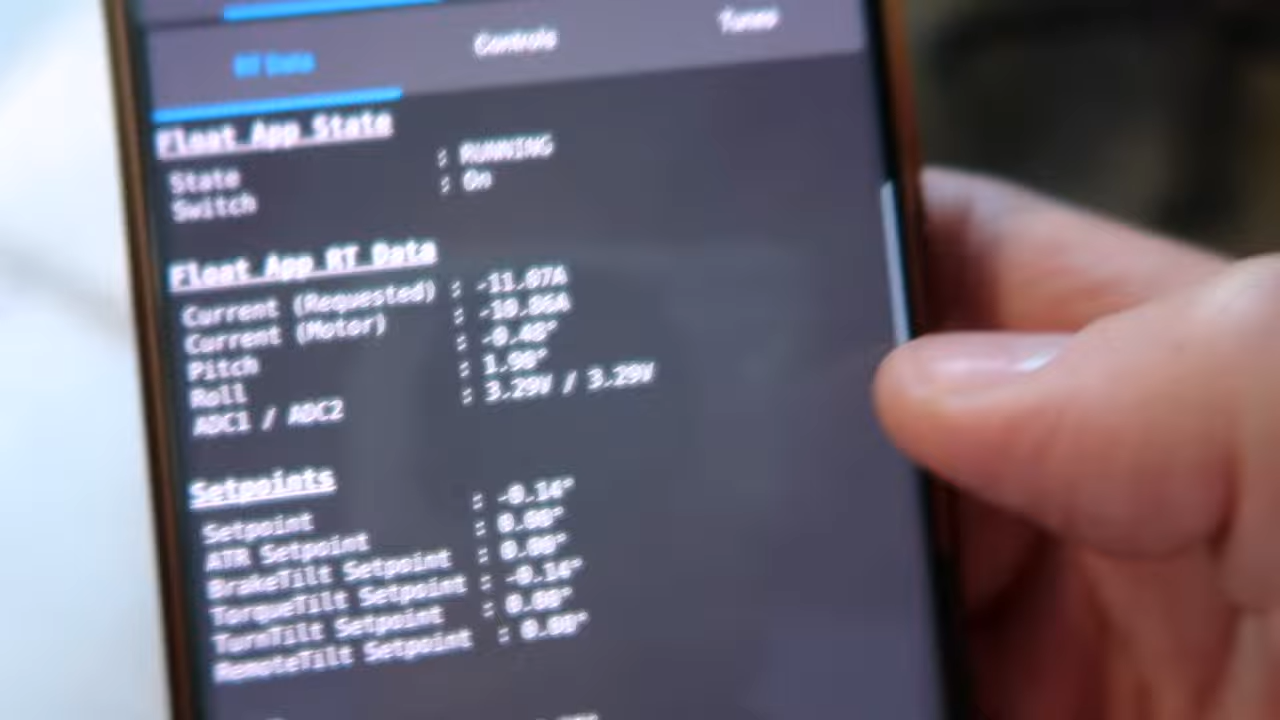 RT Data Controls Tunes
Float App State
State : RUNNING
Switch : On
Float App RT Data
Current (Requested) : -11.07A
Current (Motor) : -10.86A
Pitch : -0.48°
Roll : 1.90°
ADC1 / ADC2 : 3.29V / 3.29V
Setpoints
Setpoint : -0.14°
ATR Setpoint : 0.00°
BrakeTilt Setpoint : 0.00°
TorqueTilt Setpoint : -0.14°
TurnTilt Setpoint : 0.00°
RemoteTilt Setpoint : 0.00°